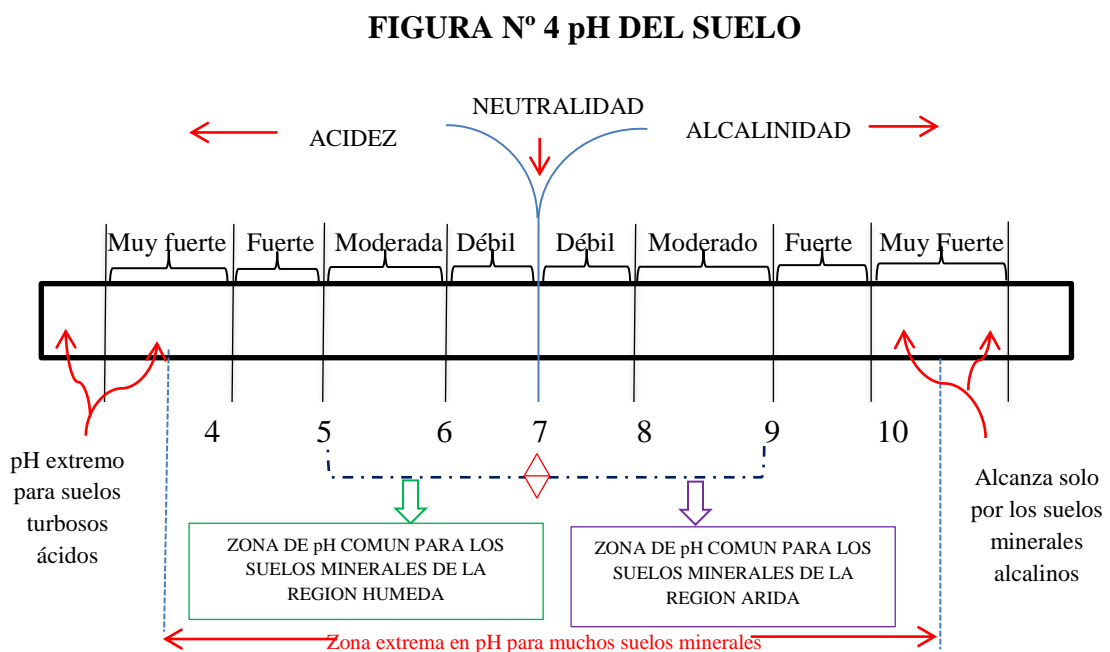 FIGURA Nº 4 pH DEL SUELO
NEUTRALIDAD
ACIDEZ
ALCALINIDAD
Muy fuerte
Fuerte
Moderada
Débil
Débil
Moderado
Fuerte
Muy Fuerte
4
5
6
7
8
9
10
pH extremo
para suelos
turbosos
ácidos
ZONA DE pH COMUN PARA LOS
SUELOS MINERALES DE LA
REGION HUMEDA
ZONA DE pH COMUN PARA LOS
SUELOS MINERALES DE LA
REGION ARIDA
Alcanza solo
por los suelos
minerales
alcalinos
Zona extrema en pH para muchos suelos minerales